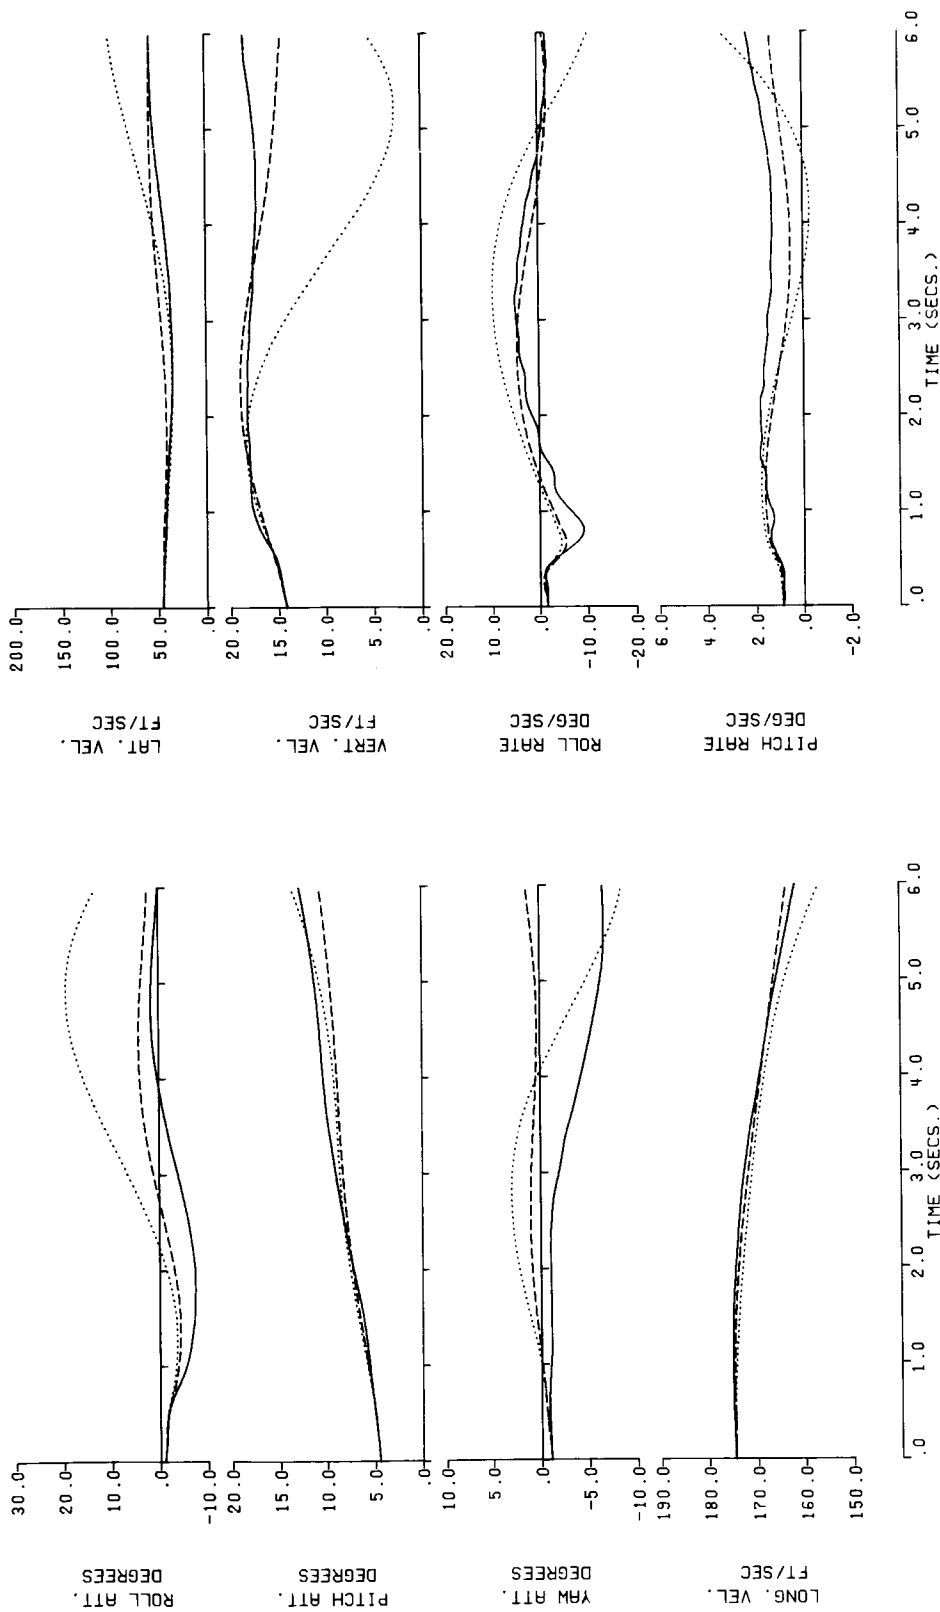 ROLL ATT.
DEGREES
30.0
20.0
10.0
.0
-10.0
PITCH ATT.
DEGREES
20.0
15.0
10.0
5.0
.0
YAW ATT.
DEGREES
10.0
5.0
.0
-5.0
-10.0
LONG. VEL.
FT/SEC
190.0
180.0
170.0
160.0
150.0
.0 1.0 2.0 3.0 4.0 5.0 6.0
TIME (SECS.)
LAT. VEL.
FT/SEC
200.0
150.0
100.0
50.0
.0
VERT. VEL.
FT/SEC
20.0
15.0
10.0
5.0
.0
ROLL RATE
DEG/SEC
20.0
10.0
.0
-10.0
-20.0
PITCH RATE
DEG/SEC
6.0
4.0
2.0
.0
-2.0
.0 1.0 2.0 3.0 4.0 5.0 6.0
TIME (SECS.)